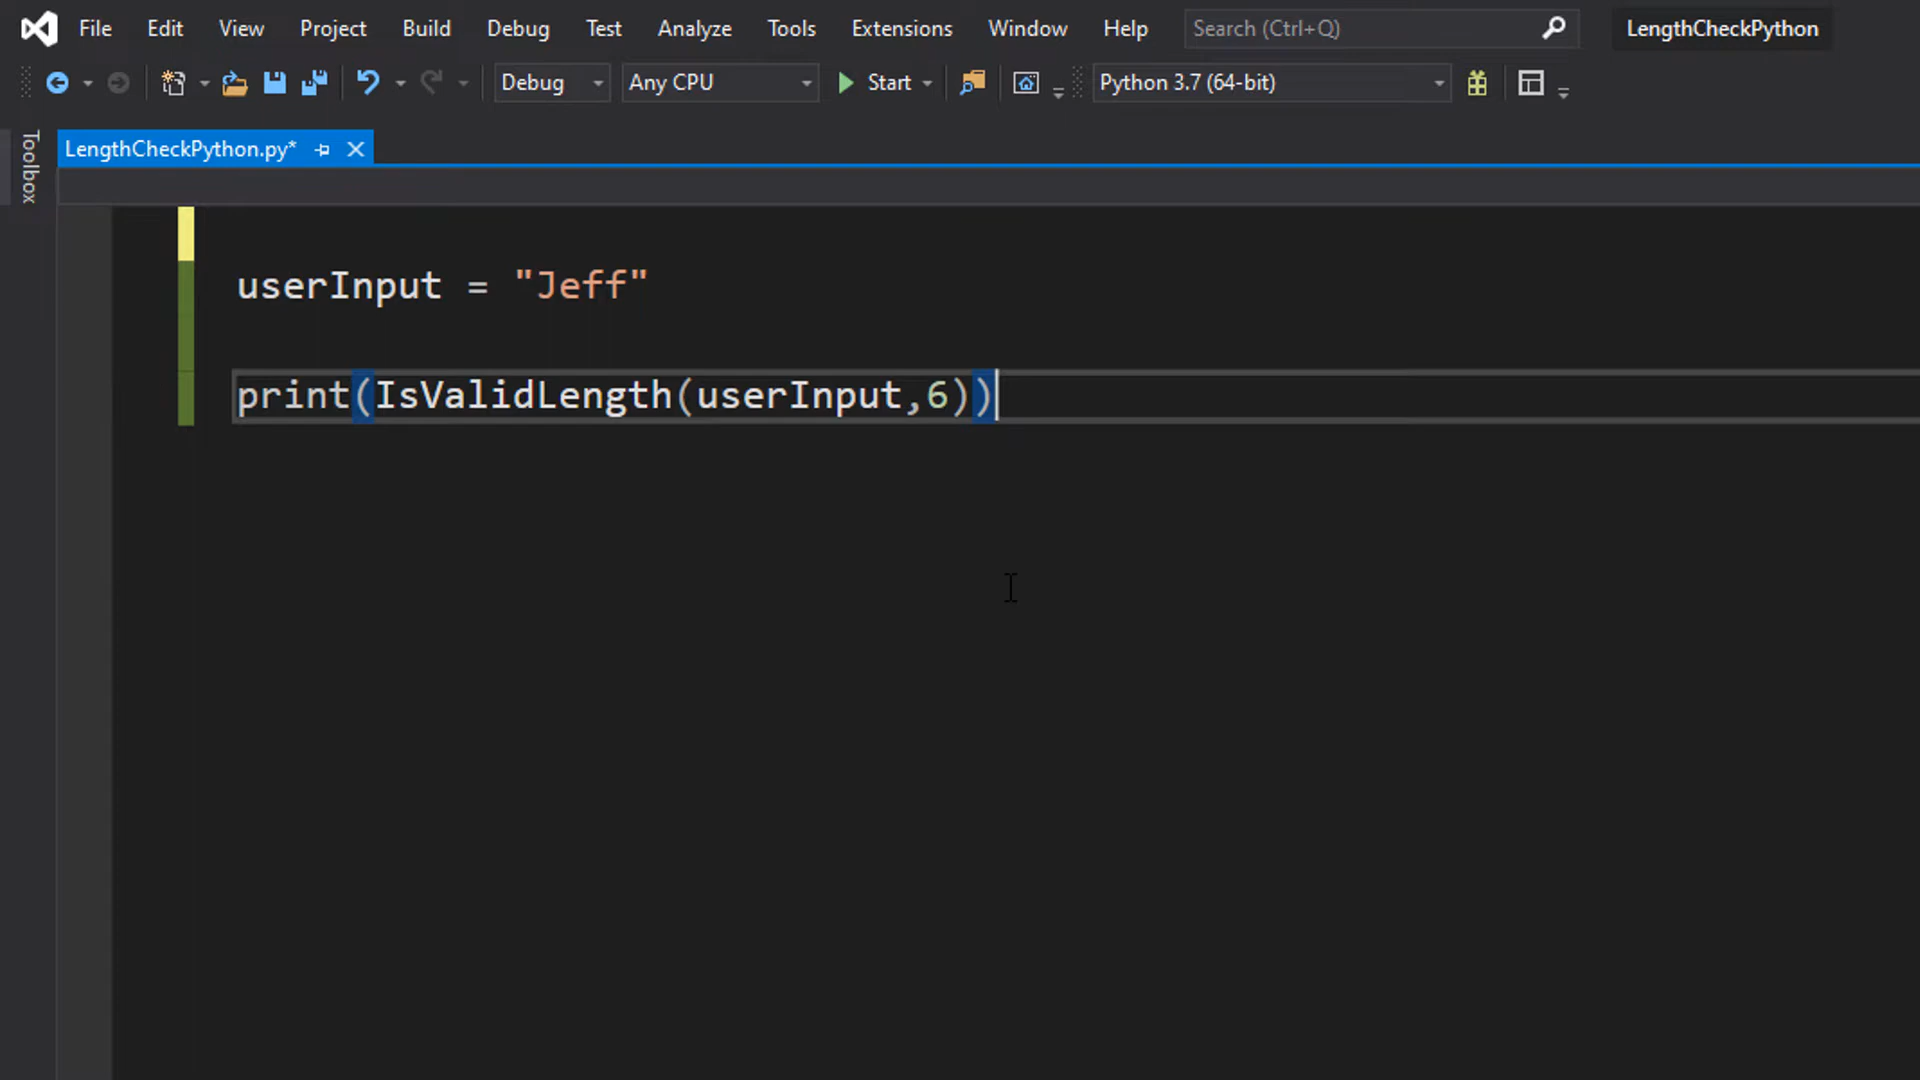 File Edit View Project Build Debug Test Analyze Tools Extensions Window Help Search (Ctrl+Q) LengthCheckPython
Debug Any CPU Start Python 3.7 (64-bit)
Toolbox
LengthCheckPython.py*
userInput = "Jeff"
print(IsValidLength(userInput,6))